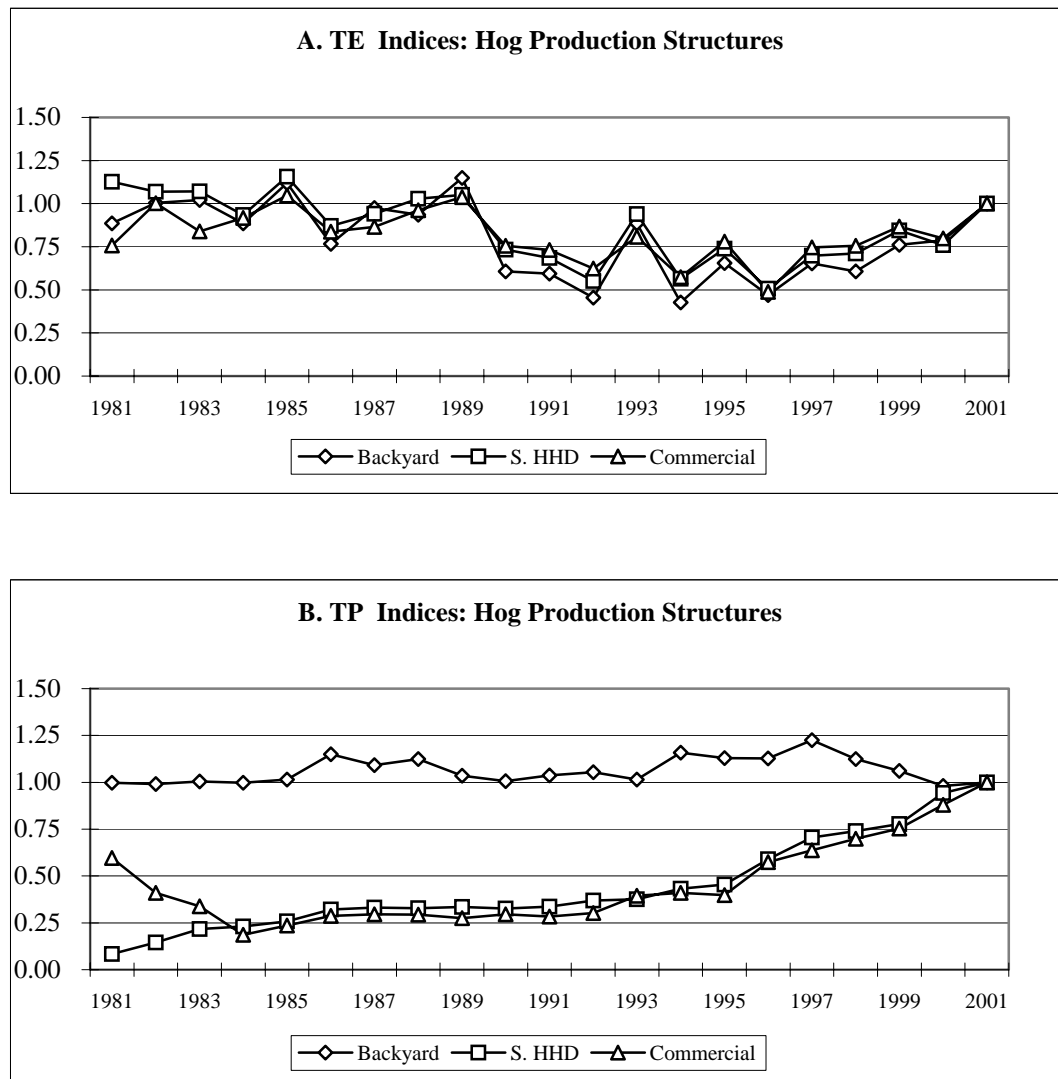 A. TE Indices: Hog Production Structures
1.50
1.25
1.00
0.75
0.50
0.25
0.00
1981 1983 1985 1987 1989 1991 1993 1995 1997 1999 2001
Backyard S. HHD Commercial
B. TP Indices: Hog Production Structures
1.50
1.25
1.00
0.75
0.50
0.25
0.00
1981 1983 1985 1987 1989 1991 1993 1995 1997 1999 2001
Backyard S. HHD Commercial